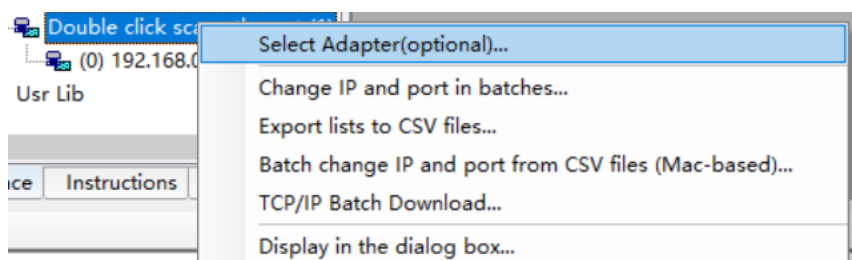 Double click sc
Select Adapter(optional)...
(0) 192.168.0
Change IP and port in batches...
Usr Lib
Export lists to CSV files...
Batch change IP and port from CSV files (Mac-based)...
Instructions
TCP/IP Batch Download...
Display in the dialog box...